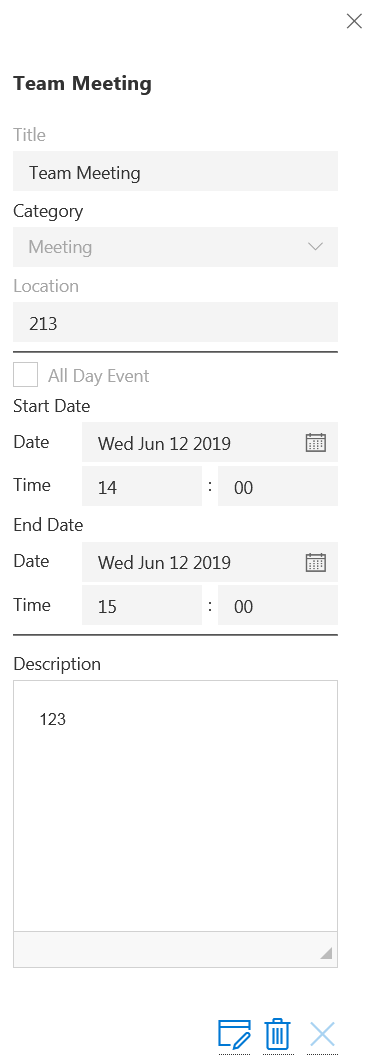 Team Meeting
Title
Team Meeting
Category
Meeting
Location
213
All Day Event
Start Date
Date Wed Jun 12 2019
Time 14 : 00
End Date
Date Wed Jun 12 2019
Time 15 : 00
Description
123